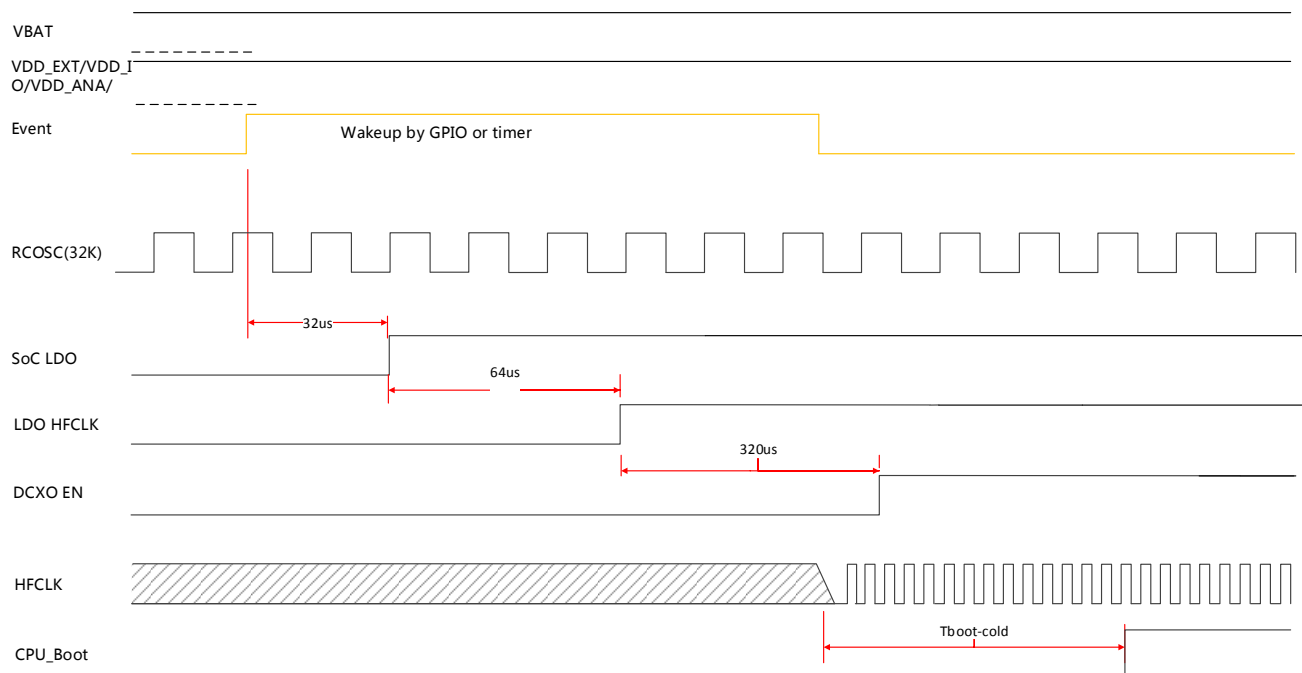 VBAT
VDD_EXT/VDD_I
O/VDD_ANA/
Event
Wakeup by GPIO or timer
RCOSC(32K)
32us
SoC LDO
64us
LDO HFCLK
320us
DCXO EN
HFCLK
Tboot-cold
CPU_Boot